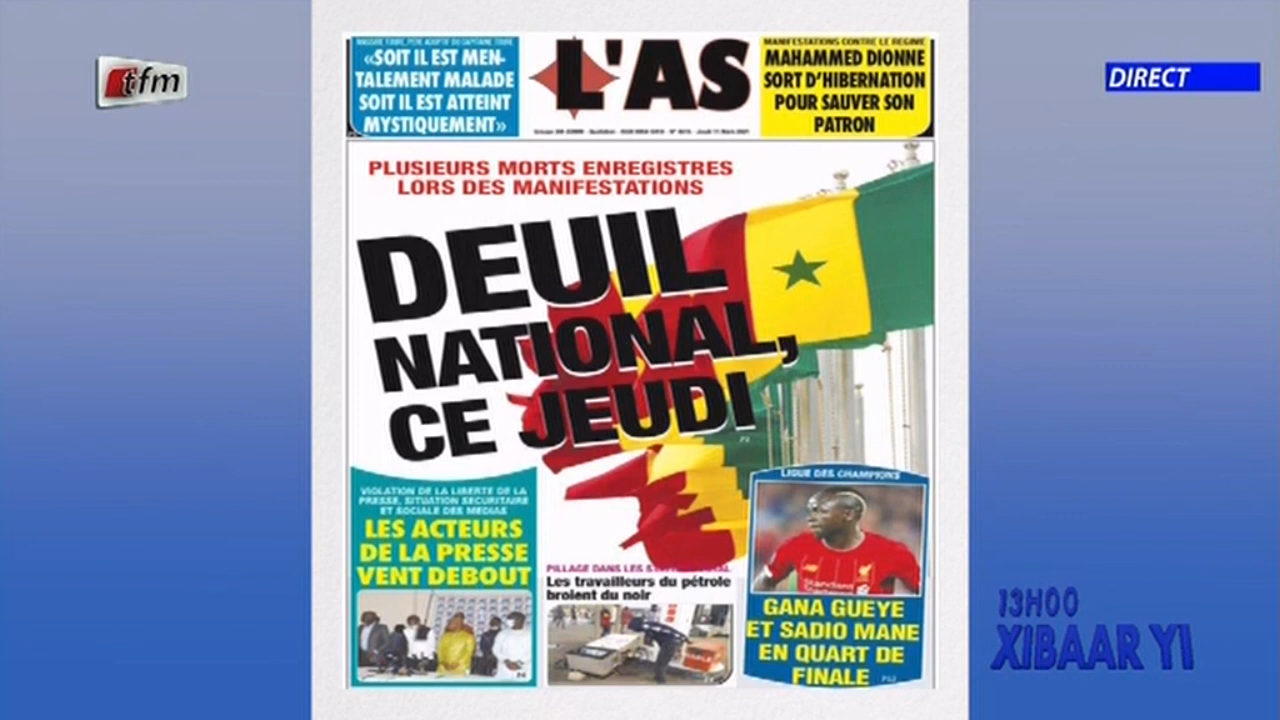 tfm
DIRECT
«SOIT IL EST MEN-
TALEMENT MALADE
SOIT IL EST ATTEINT
MYSTIQUEMENT»
L'AS
MANIFESTATIONS CONTRE LE REGIME
MAHAMMED DIONNE
SORT D'HIBERNATION
POUR SAUVER SON
PATRON
PLUSIEURS MORTS ENREGISTRES
LORS DES MANIFESTATIONS
DEUIL
NATIONAL,
CE JEUDI
VIOLATION DE LA LIBERTE DE LA
PRESSE, SITUATION SECURITAIRE
ET SOCIALE DES MEDIAS
LES ACTEURS
DE LA PRESSE
VENT DEBOUT
PILLAGE DANS LES
Les travailleurs du pétrole
broient du noir
LIGUE DES CHAMPIONS
Standard
GANA GUEYE
ET SADIO MANE
EN QUART DE
FINALE
13H00
XIBAAR YI